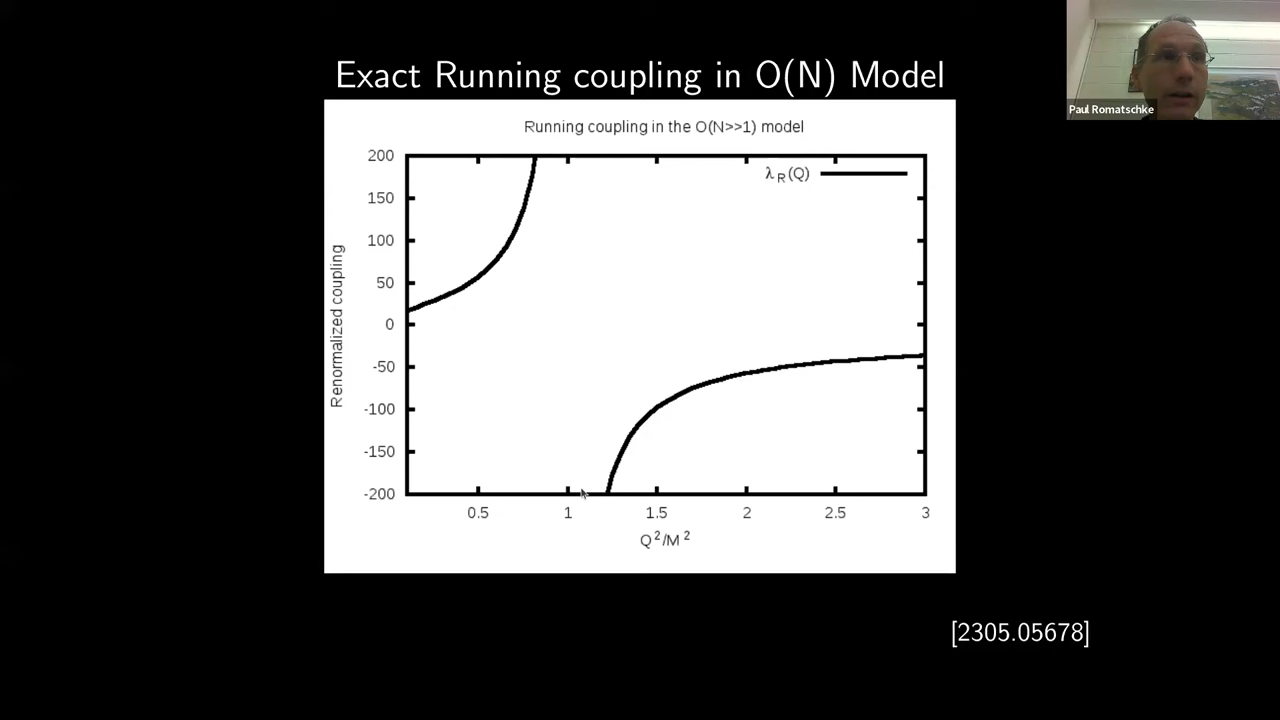 Exact Running coupling in O(N) Model
Paul Romatschke
Running coupling in the O(N>>1) model
λR(Q)
Renormalized coupling
200
150
100
50
0
-50
-100
-150
-200
0.5 1 1.5 2 2.5 3
Q²/M²
[2305.05678]